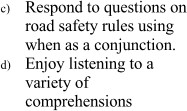 c) Respond to questions on
road safety rules using
when as a conjunction.
d) Enjoy listening to a
variety of
comprehensions